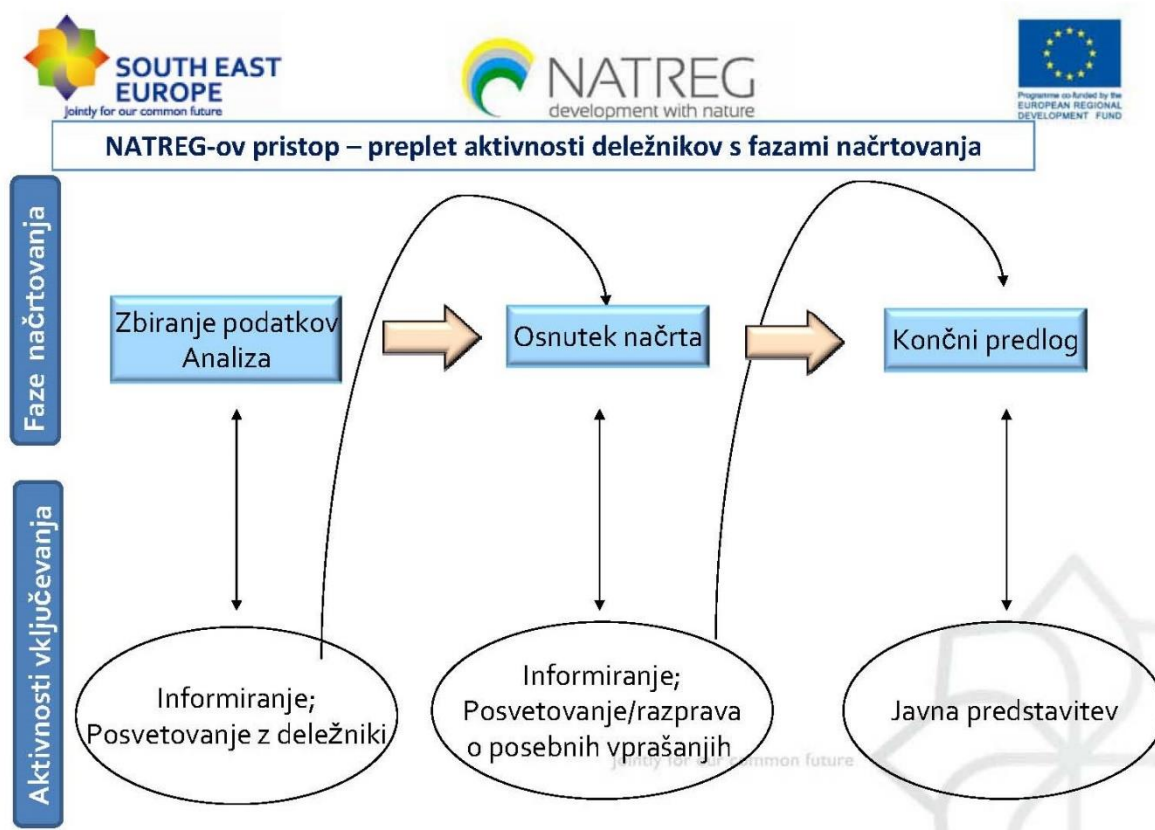 SOUTH EAST
EUROPE
Jointly for our common future
NATREG
development with nature
Programme co-funded by the
EUROPEAN REGIONAL
DEVELOPMENT FUND
NATREG-ov pristop – preplet aktivnosti deležnikov s fazami načrtovanja
Faze načrtovanja
Zbiranje podatkov
Analiza
Osnutek načrta
Končni predlog
Aktivnosti vključevanja
Informiranje;
Posvetovanje z deležniki
Informiranje;
Posvetovanje/razprava
o posebnih vprašanjih
Javna predstavitev
Jointly for our common future